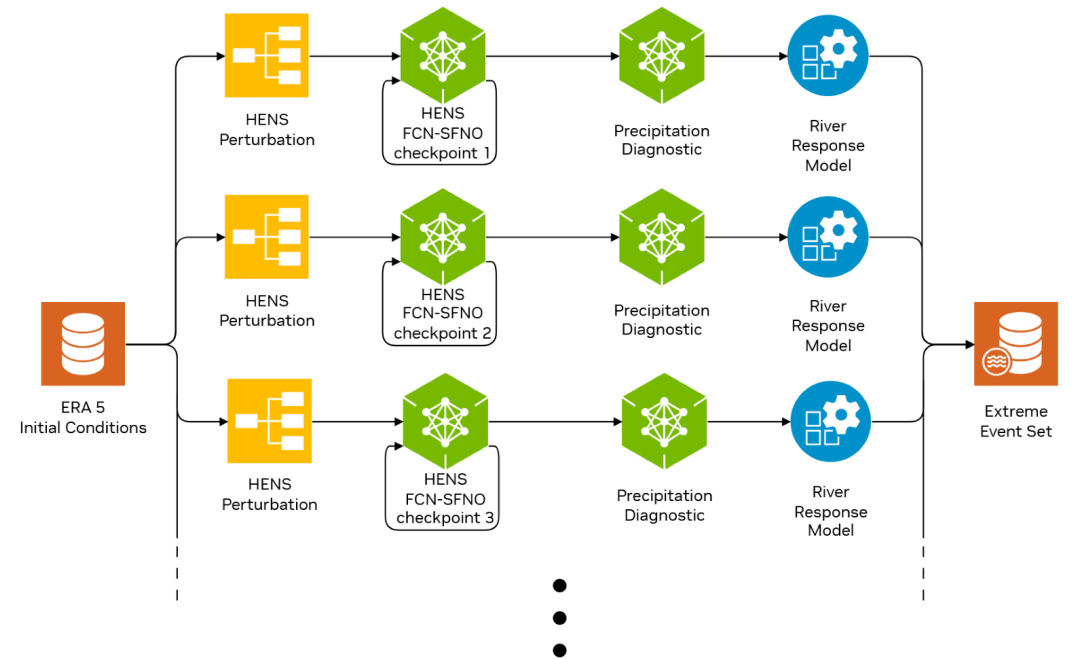 HENS
Perturbation
HENS
FCN-SFNO
checkpoint 1
Precipitation
Diagnostic
River
Response
Model
HENS
Perturbation
HENS
FCN-SFNO
checkpoint 2
Precipitation
Diagnostic
River
Response
Model
ERA 5
Initial Conditions
Extreme
Event Set
HENS
Perturbation
HENS
FCN-SFNO
checkpoint 3
Precipitation
Diagnostic
River
Response
Model